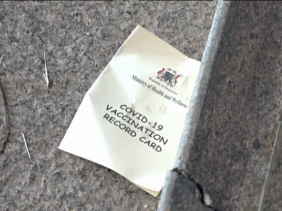 Ministry of Health and Wellness
COVID-19
VACCINATION
RECORD CARD